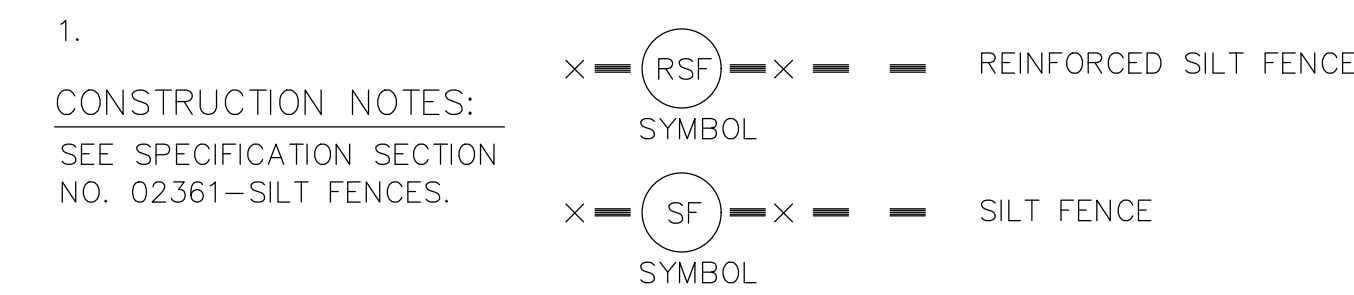 1.
CONSTRUCTION NOTES:
SEE SPECIFICATION SECTION
NO. 02361-SILT FENCES.
× RSF × REINFORCED SILT FENCE
SYMBOL
× SF × SILT FENCE
SYMBOL